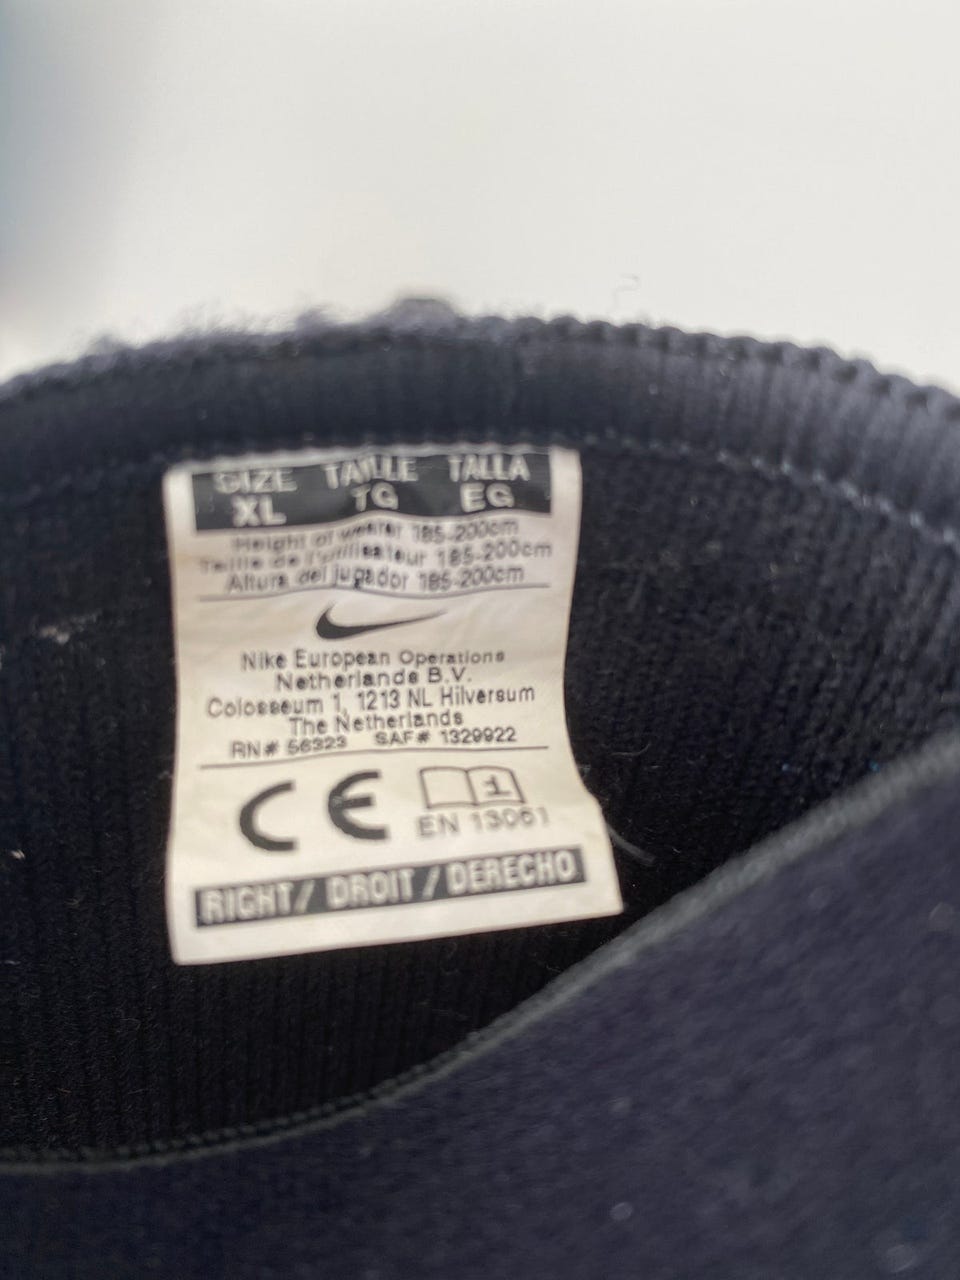 SIZE TAILLE TALLA
XL TG EG
Height of wearer 185-200cm
Taille de l'utilisateur 185-200cm
Altura del jugador 185-200cm
Nike European Operations
Netherlands B.V.
Colosseum 1, 1213 NL Hilversum
The Netherlands
RN# 56323 SAF# 1329922
CE 1
EN 13061
RIGHT/ DROIT / DERECHO